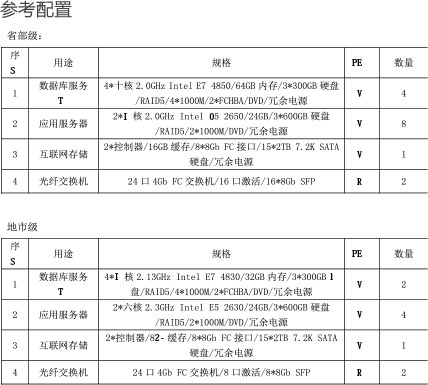 参考配置
省部级:
序 用途 规格 PE 数量
S
1 数据库服务 4*十核 2.0GHz Intel E7 4850/64GB 内存/3*300GB 硬盘 V 4
T /RAID5/4*1000M/2*FCHBA/DVD/冗余电源
2 应用服务器 2*I 核 2.0GHz Intel 05 2650/24GB/3*600GB 硬盘 V 8
/RAID5/2*1000M/DVD/冗余电源
3 互联网存储 2*控制器/16GB 缓存/8*8Gb FC 接口/15*2TB 7.2K SATA V 1
硬盘/冗余电源
4 光纤交换机 24 口 4Gb FC 交换机/16 口激活/16*8Gb SFP R 2
地市级
序 用途 规格 PE 数量
S
1 数据库服务 4*I 核 2.13GHz Intel E7 4830/32GB 内存/3*300GB 1 V 2
T 盘/RAID5/4*1000M/2*FCHBA/DVD/冗余电源
2 应用服务器 2*六核 2.3GHz Intel E5 2630/24GB/3*600GB 硬盘 V 4
/RAID5/2*1000M/DVD/冗余电源
3 互联网存储 2*控制器/82- 缓存/8*8Gb FC 接口/15*2TB 7.2K SATA V 1
硬盘/冗余电源
4 光纤交换机 24 口 4Gb FC 交换机/8 口激活/8*8Gb SFP R 2